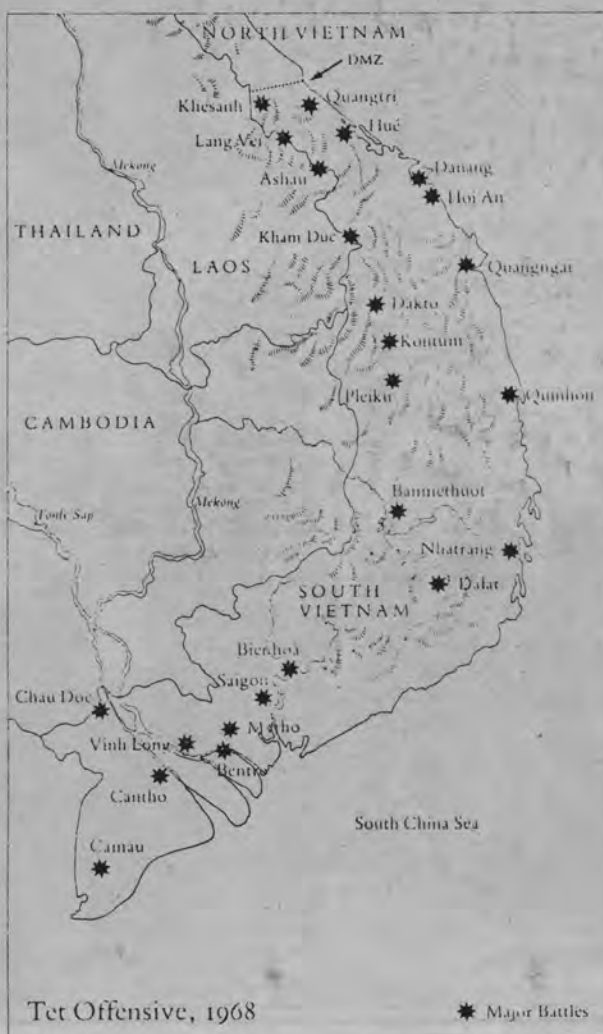 NORTH VIETNAM
DMZ
Khesanh
Quangtri
Lang Vei
Hué
Mekong
Ashau
Danang
Hoi An
THAILAND
Kham Duc
LAOS
Quangngai
Dakto
Kontum
Pleiku
Quinhon
CAMBODIA
Tonle Sap
Mekong
Banmethuot
Nhatrang
SOUTH
VIETNAM
Dalat
Bienhoa
Saigon
Chau Doc
Mytho
Vinh Long
Bentre
Cantho
South China Sea
Camau
Tet Offensive, 1968
Major Battles